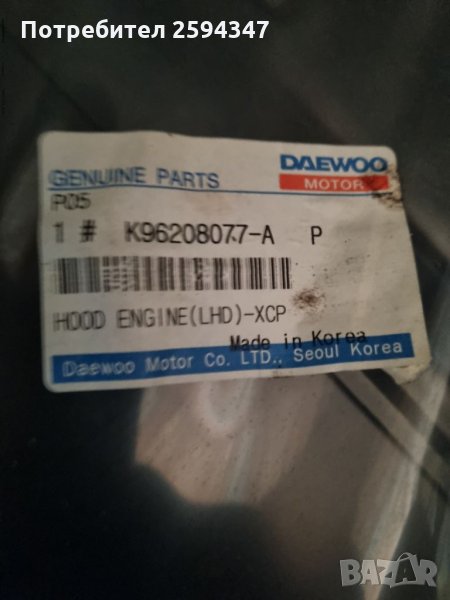 Потребител 2594347
DAEWOO
MOTOR
GENUINE PARTS
P05
1 # K96208077-A P
HOOD ENGINE(LHD)-XCP
Made in Korea
Daewoo Motor Co. LTD., Seoul Korea
BAZAR